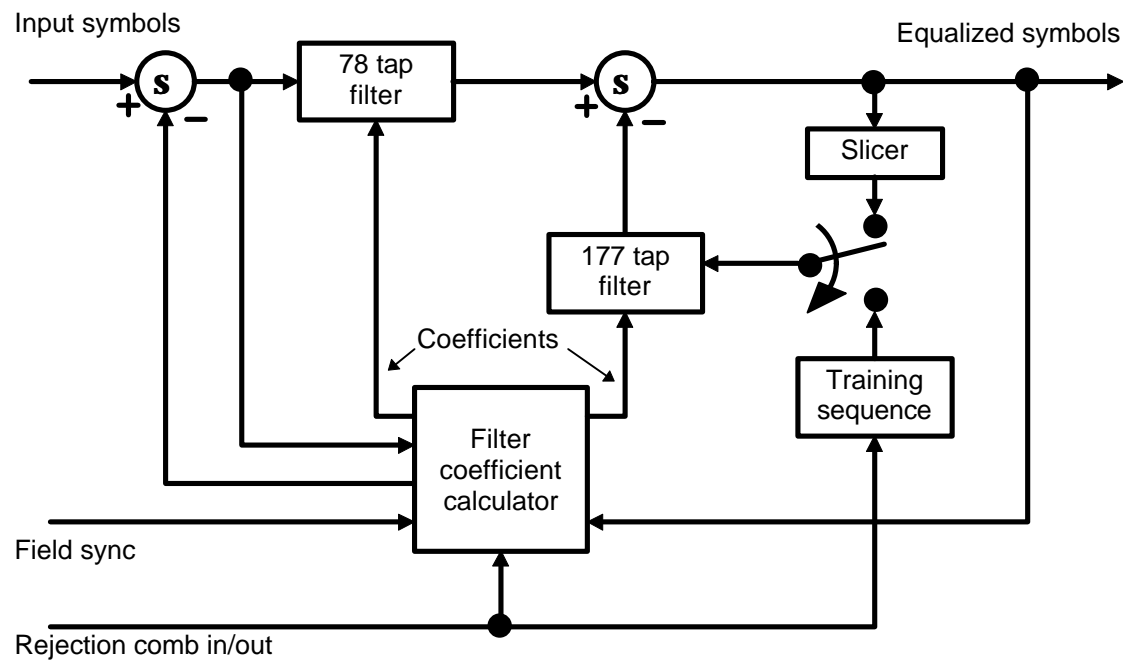 Input symbols
Equalized symbols
78 tap
filter
s
+
−
s
+
−
Slicer
177 tap
filter
Coefficients
Training
sequence
Filter
coefficient
calculator
Field sync
Rejection comb in/out